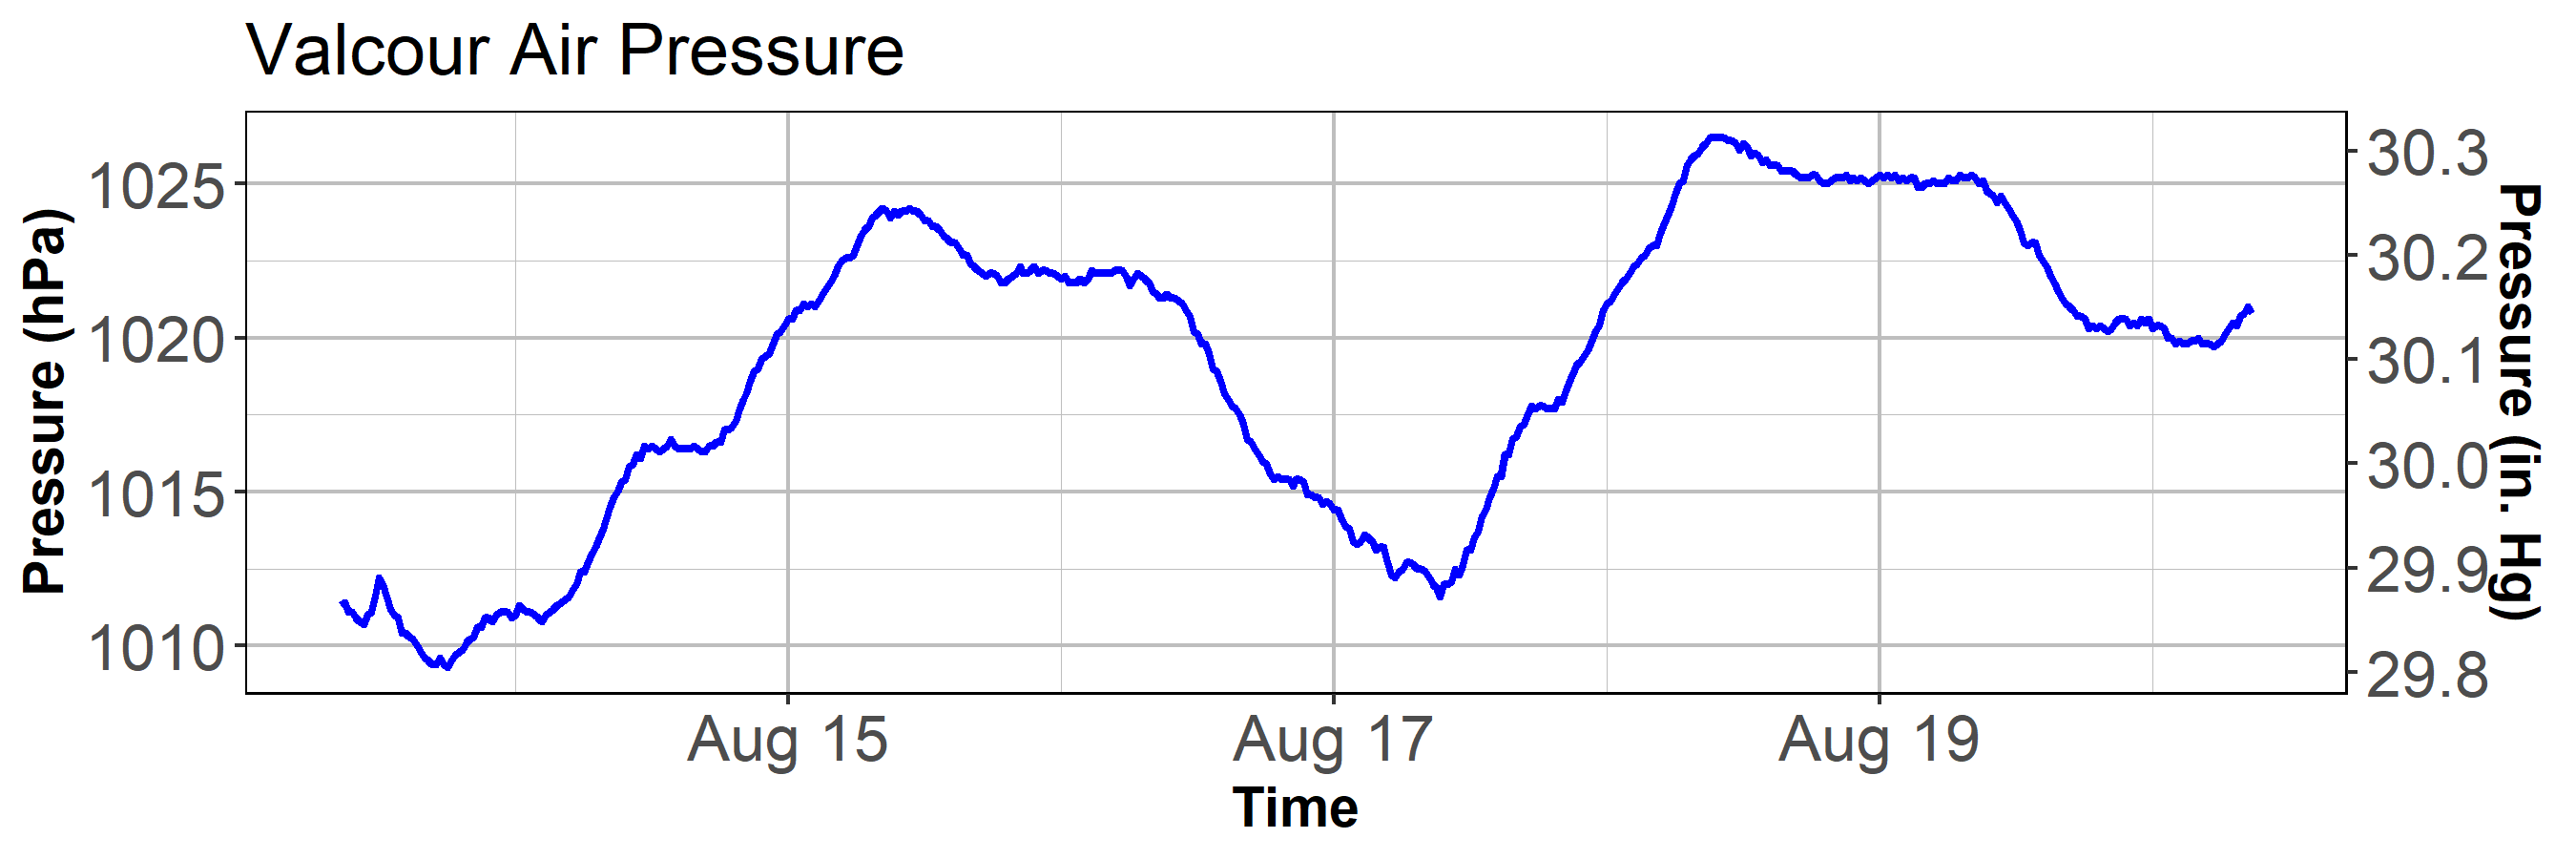 Valcour Air Pressure
Pressure (hPa)
1025
1020
1015
1010
30.3
30.2
30.1
30.0
29.9
29.8
Pressure (in. Hg)
Aug 15
Aug 17
Aug 19
Time